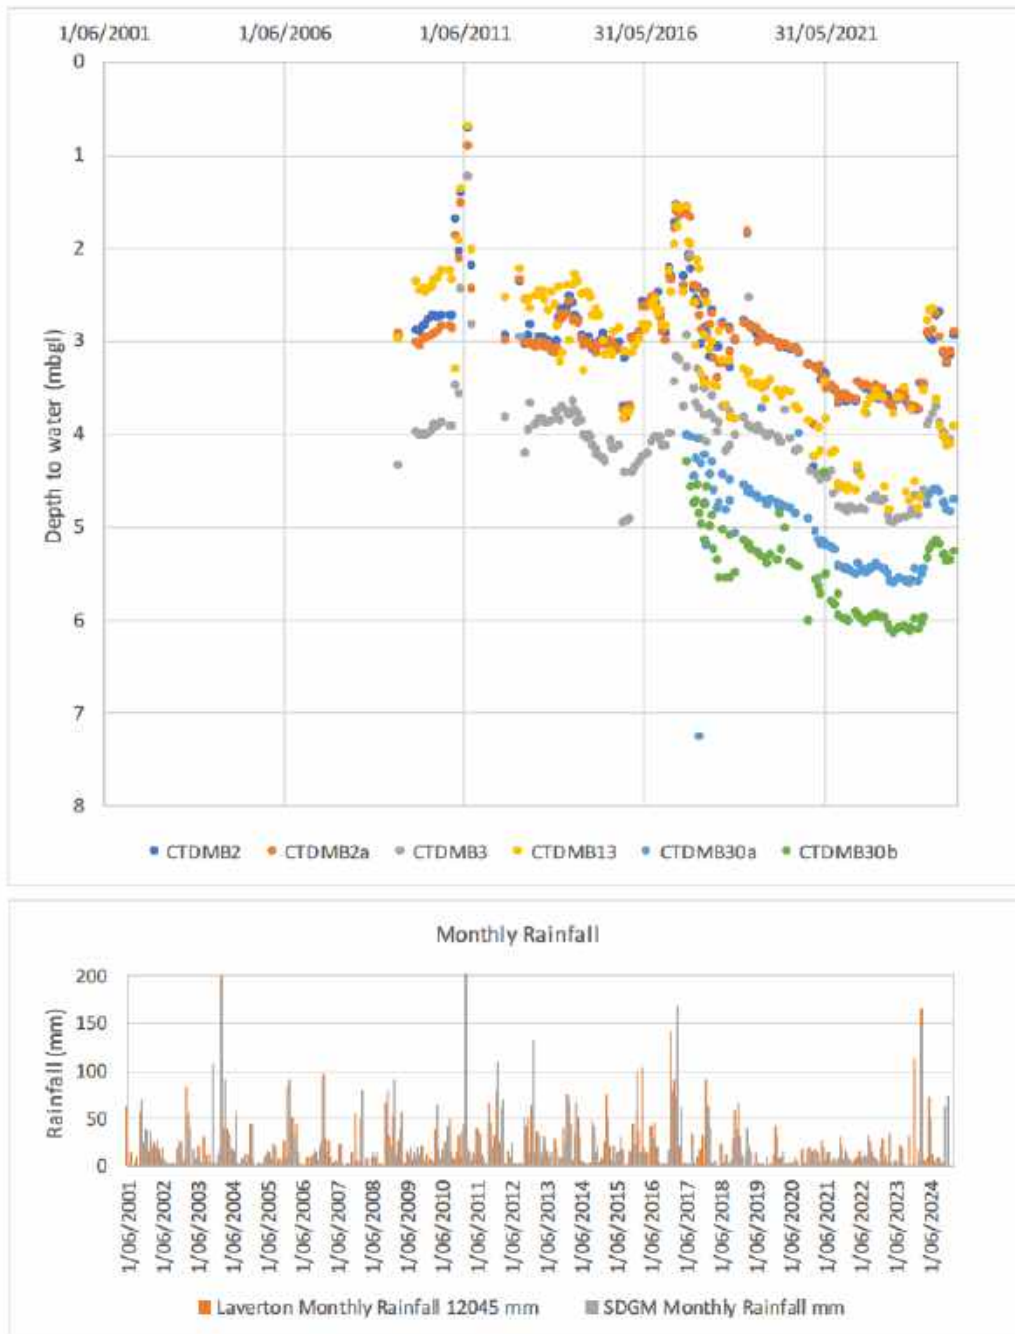 1/06/2001 1/06/2006 1/06/2011 31/05/2016 31/05/2021
0
1
2
3
4
5
6
7
8
Depth to water (mbgl)
CTDMB2 CTDMB2a CTDMB3 CTDMB13 CTDMB30a CTDMB30b
Monthly Rainfall
200
150
100
50
0
Rainfall (mm)
1/06/2001 1/06/2002 1/06/2003 1/06/2004 1/06/2005 1/06/2006 1/06/2007 1/06/2008 1/06/2009 1/06/2010 1/06/2011 1/06/2012 1/06/2013 1/06/2014 1/06/2015 1/06/2016 1/06/2017 1/06/2018 1/06/2019 1/06/2020 1/06/2021 1/06/2022 1/06/2023 1/06/2024
Laverton Monthly Rainfall 12045 mm SDGM Monthly Rainfall mm